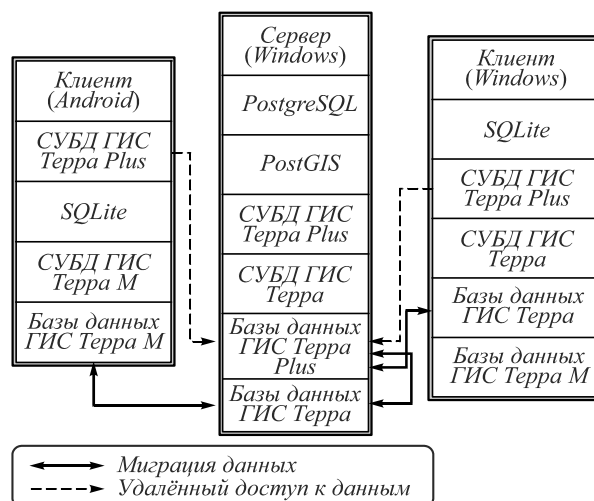 Клиент
(Android)
СУБД ГИС
Терра Plus
SQLite
СУБД ГИС
Терра М
Базы данных
ГИС Терра М
Сервер
(Windows)
PostgreSQL
PostGIS
СУБД ГИС
Терра Plus
СУБД ГИС
Терра
Базы данных
ГИС Терра
Plus
Базы данных
ГИС Терра
Клиент
(Windows)
SQLite
СУБД ГИС
Терра Plus
СУБД ГИС
Терра
Базы данных
ГИС Терра
Базы данных
ГИС Терра М
Миграция данных
Удалённый доступ к данным